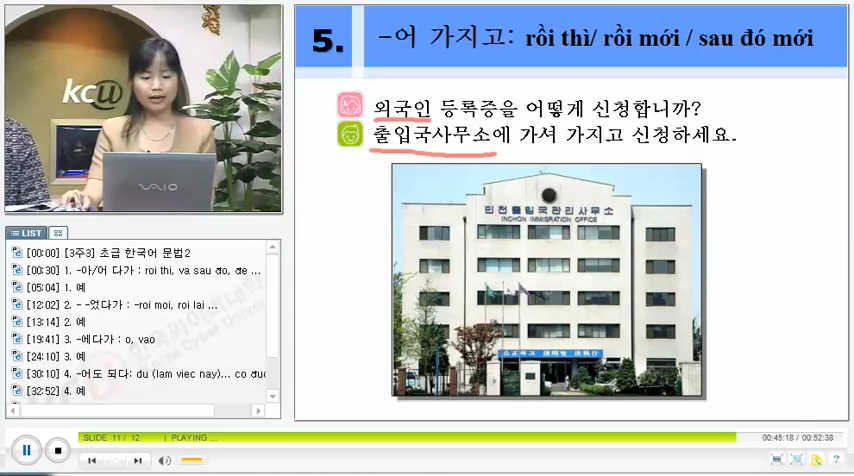 kcu
VAIO
5. -어 가지고: rồi thì/ rồi mới / sau đó mới
외국인 등록증을 어떻게 신청합니까?
출입국사무소에 가셔 가지고 신청하세요.
인천출입국관리사무소
INCHON IMMIGRATION OFFICE
LIST
[00:00] [3주3] 초급 한국어 문법2
[00:30] 1. -아/어 다가 : roi thi, va sau do, de ...
[05:04] 1. 예
[12:02] 2. - -었다가 : -roi moi, roi lai ...
[13:14] 2. 예
[19:41] 3. -에다가 : o, vao
[24:10] 3. 예
[30:10] 4. -어도 되다: du (lam viec nay)... co duo
[32:52] 4. 예
SLIDE 11 / 12 | PLAYING ...
00:45:18 / 00:52:38